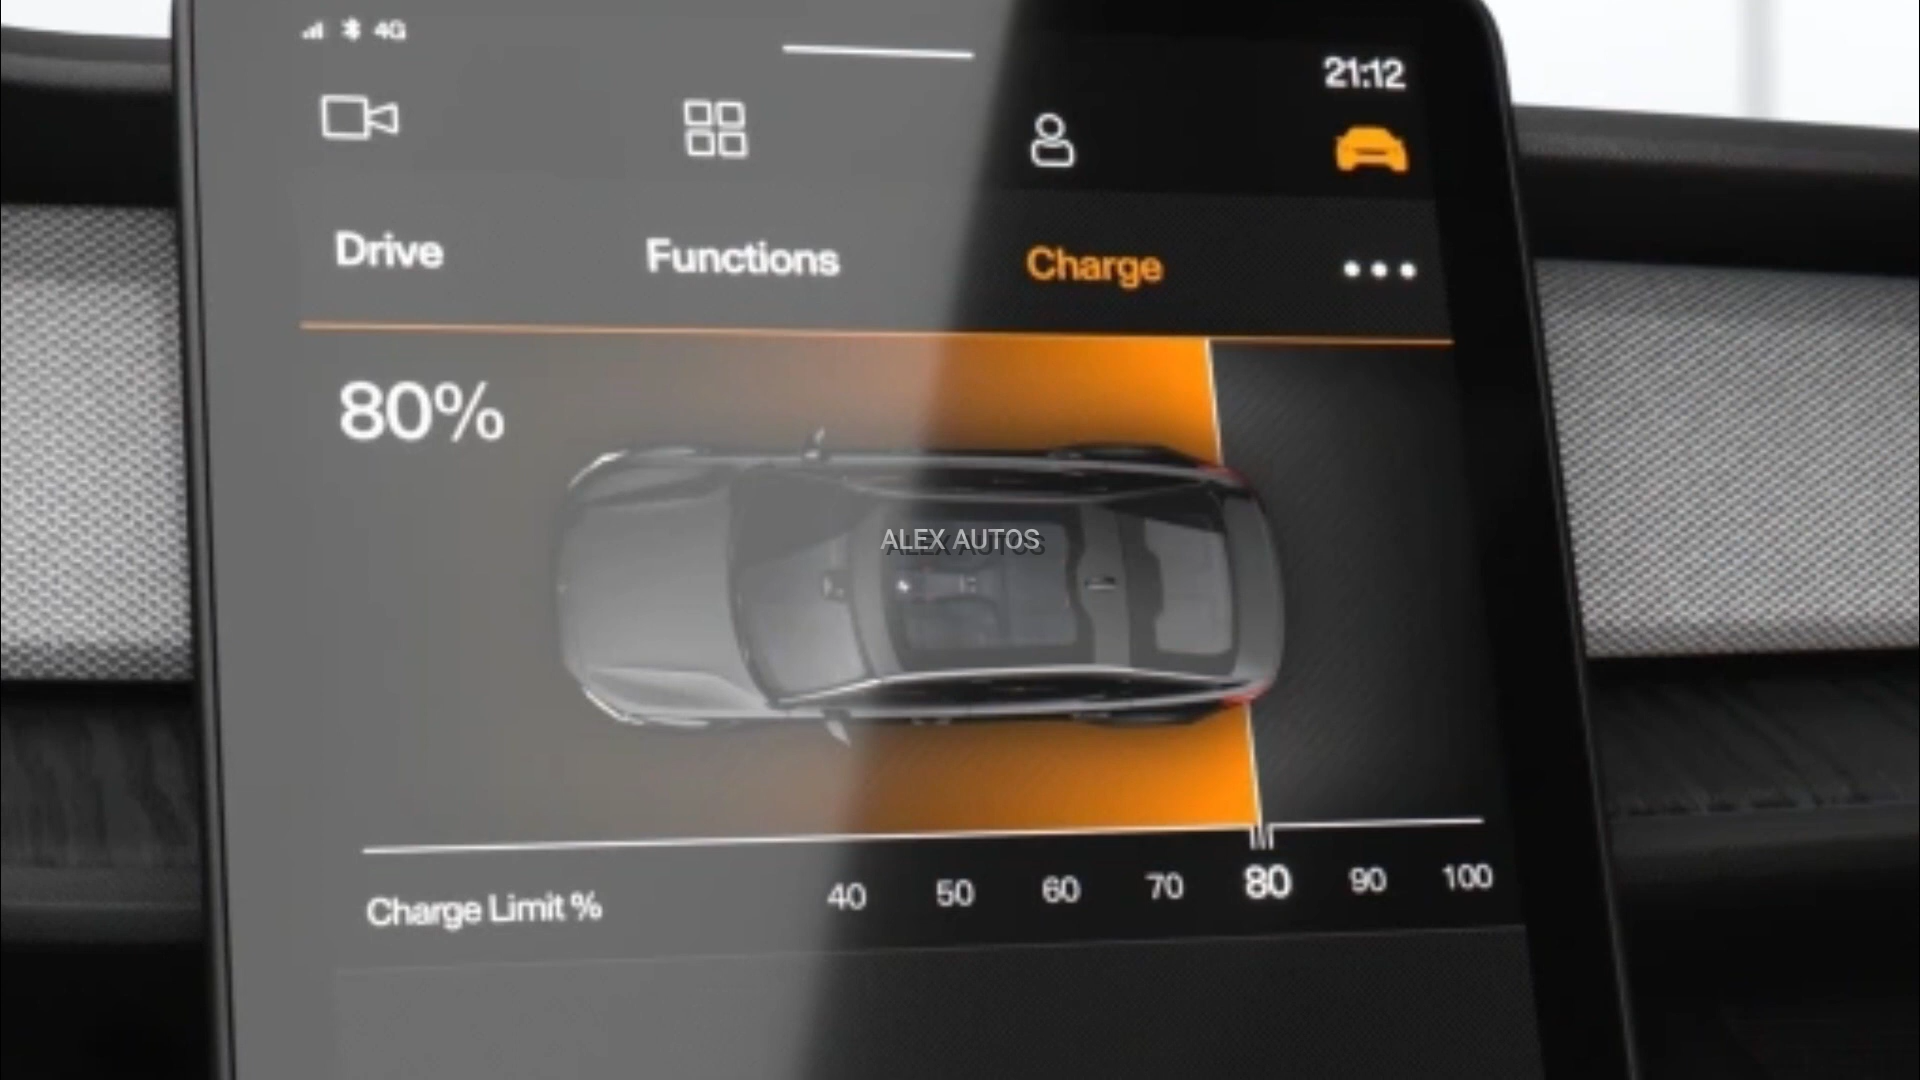 4G
21:12
Drive Functions Charge
80%
ALEX AUTOS
Charge Limit % 40 50 60 70 80 90 100